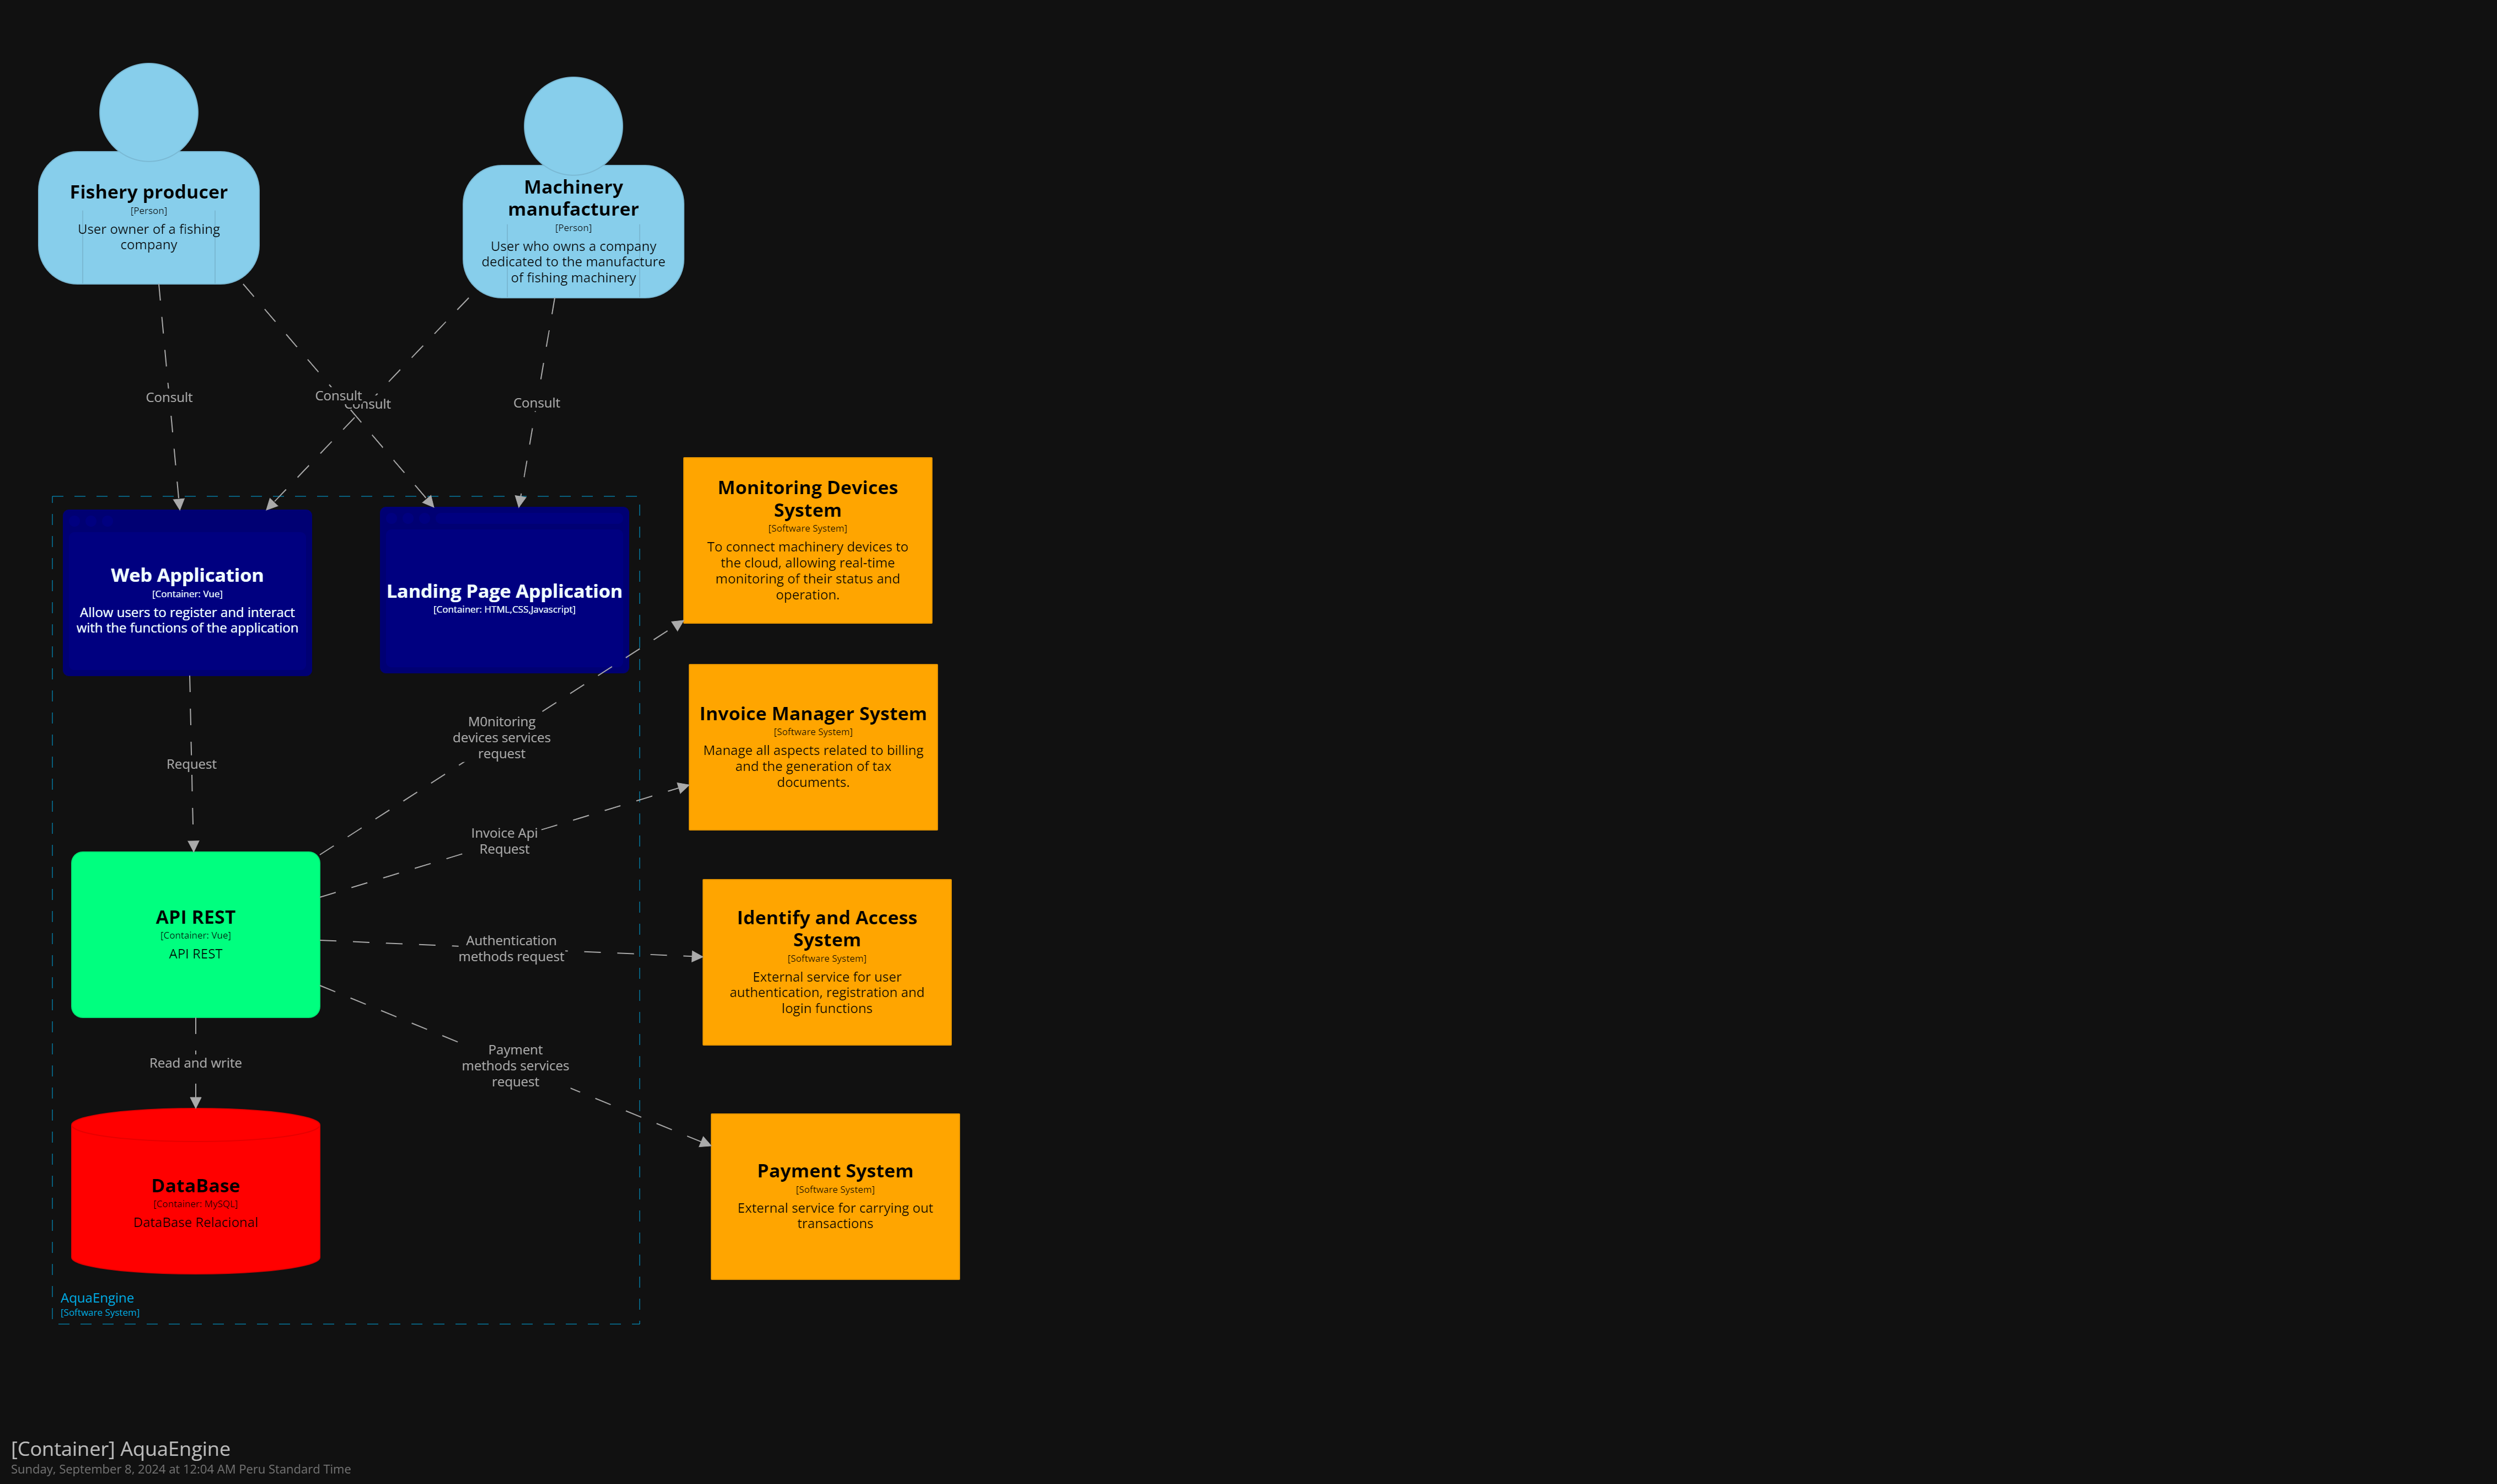 Fishery producer
[Person]
User owner of a fishing
company
Machinery
manufacturer
[Person]
User who owns a company
dedicated to the manufacture
of fishing machinery
Consult
Consult
Consult
Consult
Monitoring Devices
System
[Software System]
To connect machinery devices to
the cloud, allowing real-time
monitoring of their status and
operation.
Web Application
[Container: Vue]
Allow users to register and interact
with the functions of the application
Landing Page Application
[Container: HTML,CSS,Javascript]
M0nitoring
devices services
request
Invoice Manager System
[Software System]
Manage all aspects related to billing
and the generation of tax
documents.
Request
Invoice Api
Request
API REST
[Container: Vue]
API REST
Authentication
methods request
Identify and Access
System
[Software System]
External service for user
authentication, registration and
login functions
Read and write
Payment
methods services
request
DataBase
[Container: MySQL]
DataBase Relacional
Payment System
[Software System]
External service for carrying out
transactions
AquaEngine
[Software System]
[Container] AquaEngine
Sunday, September 8, 2024 at 12:04 AM Peru Standard Time